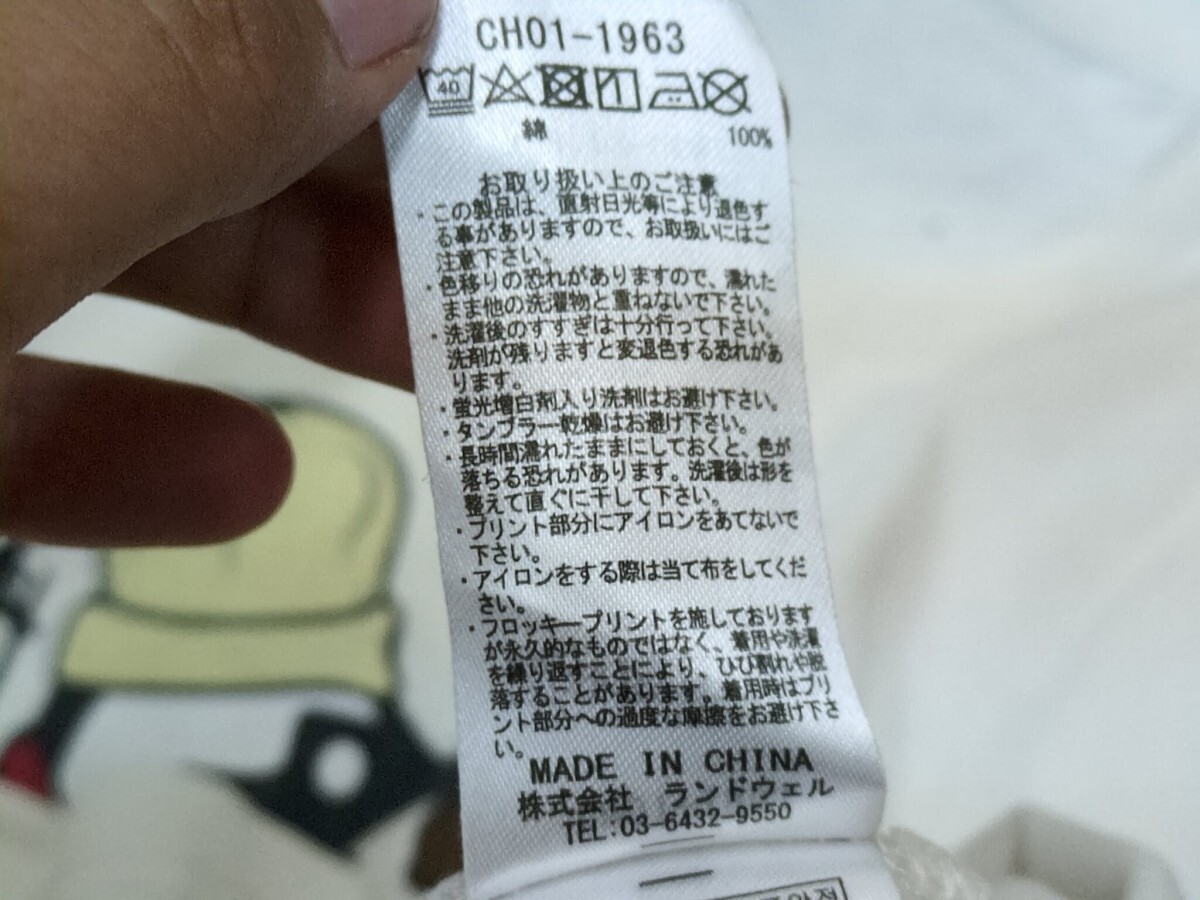 CH01-1963
40
綿 100%
お取り扱い上のご注意
・この製品は、直射日光等により退色す
る事がありますので、お取扱いにはご
注意下さい。
・色移りの恐れがありますので、濡れた
まま他の洗濯物と重ねないで下さい。
・洗濯後のすすぎは十分行って下さい。
洗剤が残りますと変退色する恐れがあ
ります。
・蛍光増白剤入り洗剤はお避け下さい。
・タンブラー乾燥はお避け下さい。
・長時間濡れたままにしておくと、色が
落ちる恐れがあります。洗濯後は形を
整えて直ぐに干して下さい。
・プリント部分にアイロンをあてないで
下さい。
・アイロンをする際は当て布をしてくだ
さい。
・フロッキープリントを施しております
が永久的なものではなく、着用や洗濯
を繰り返すことにより、ひび割れや脱
落することがあります。着用時はプリ
ント部分への過度な摩擦をお避け下さ
い。
MADE IN CHINA
株式会社 ランドウェル
TEL:03-6432-9550